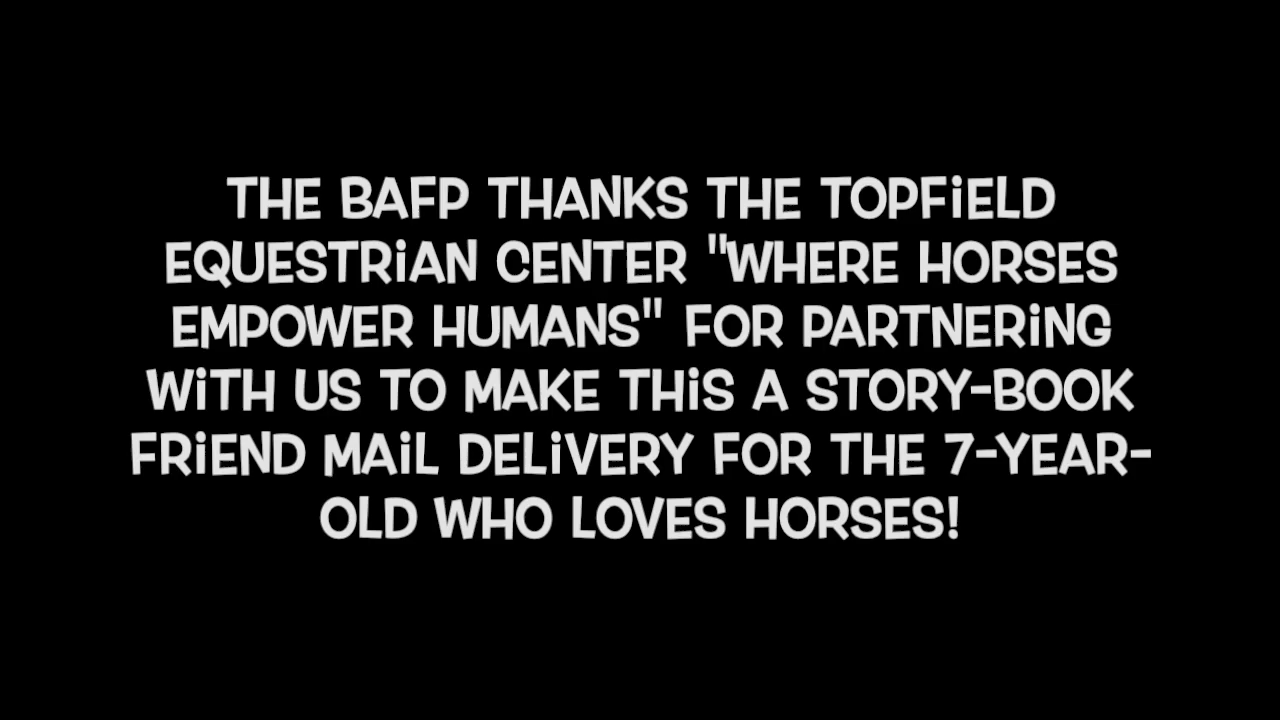 THE BAFP THANKS THE TOPFiELD
EQUESTRiAN CENTER "WHERE HORSES
EMPOWER HUMANS" FOR PARTNERiNG
WiTH US TO MAKE THiS A STORY-BOOK
FRiEND MAiL DELiVERY FOR THE 7-YEAR-
OLD WHO LOVES HORSES!